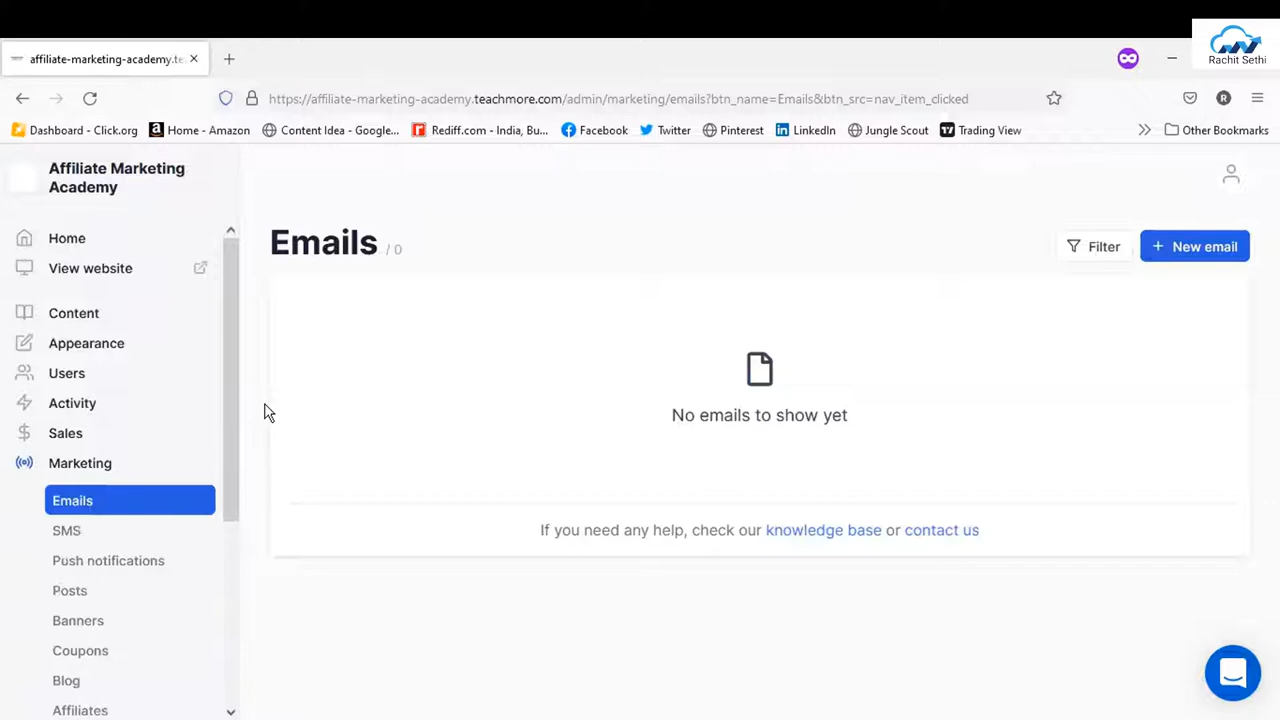 Rachit Sethi
affiliate-marketing-academy.te
https://affiliate-marketing-academy.teachmore.com/admin/marketing/emails?btn_name=Emails&btn_src=nav_item_clicked
R
Dashboard - Click.org
Home - Amazon
Content Idea - Google...
Rediff.com - India, Bu...
Facebook
Twitter
Pinterest
LinkedIn
Jungle Scout
Trading View
Other Bookmarks
Affiliate Marketing
Academy
Home
View website
Content
Appearance
Users
Activity
Sales
Marketing
Emails
SMS
Push notifications
Posts
Banners
Coupons
Blog
Affiliates
Emails / 0
Filter
+ New email
No emails to show yet
If you need any help, check our knowledge base or contact us